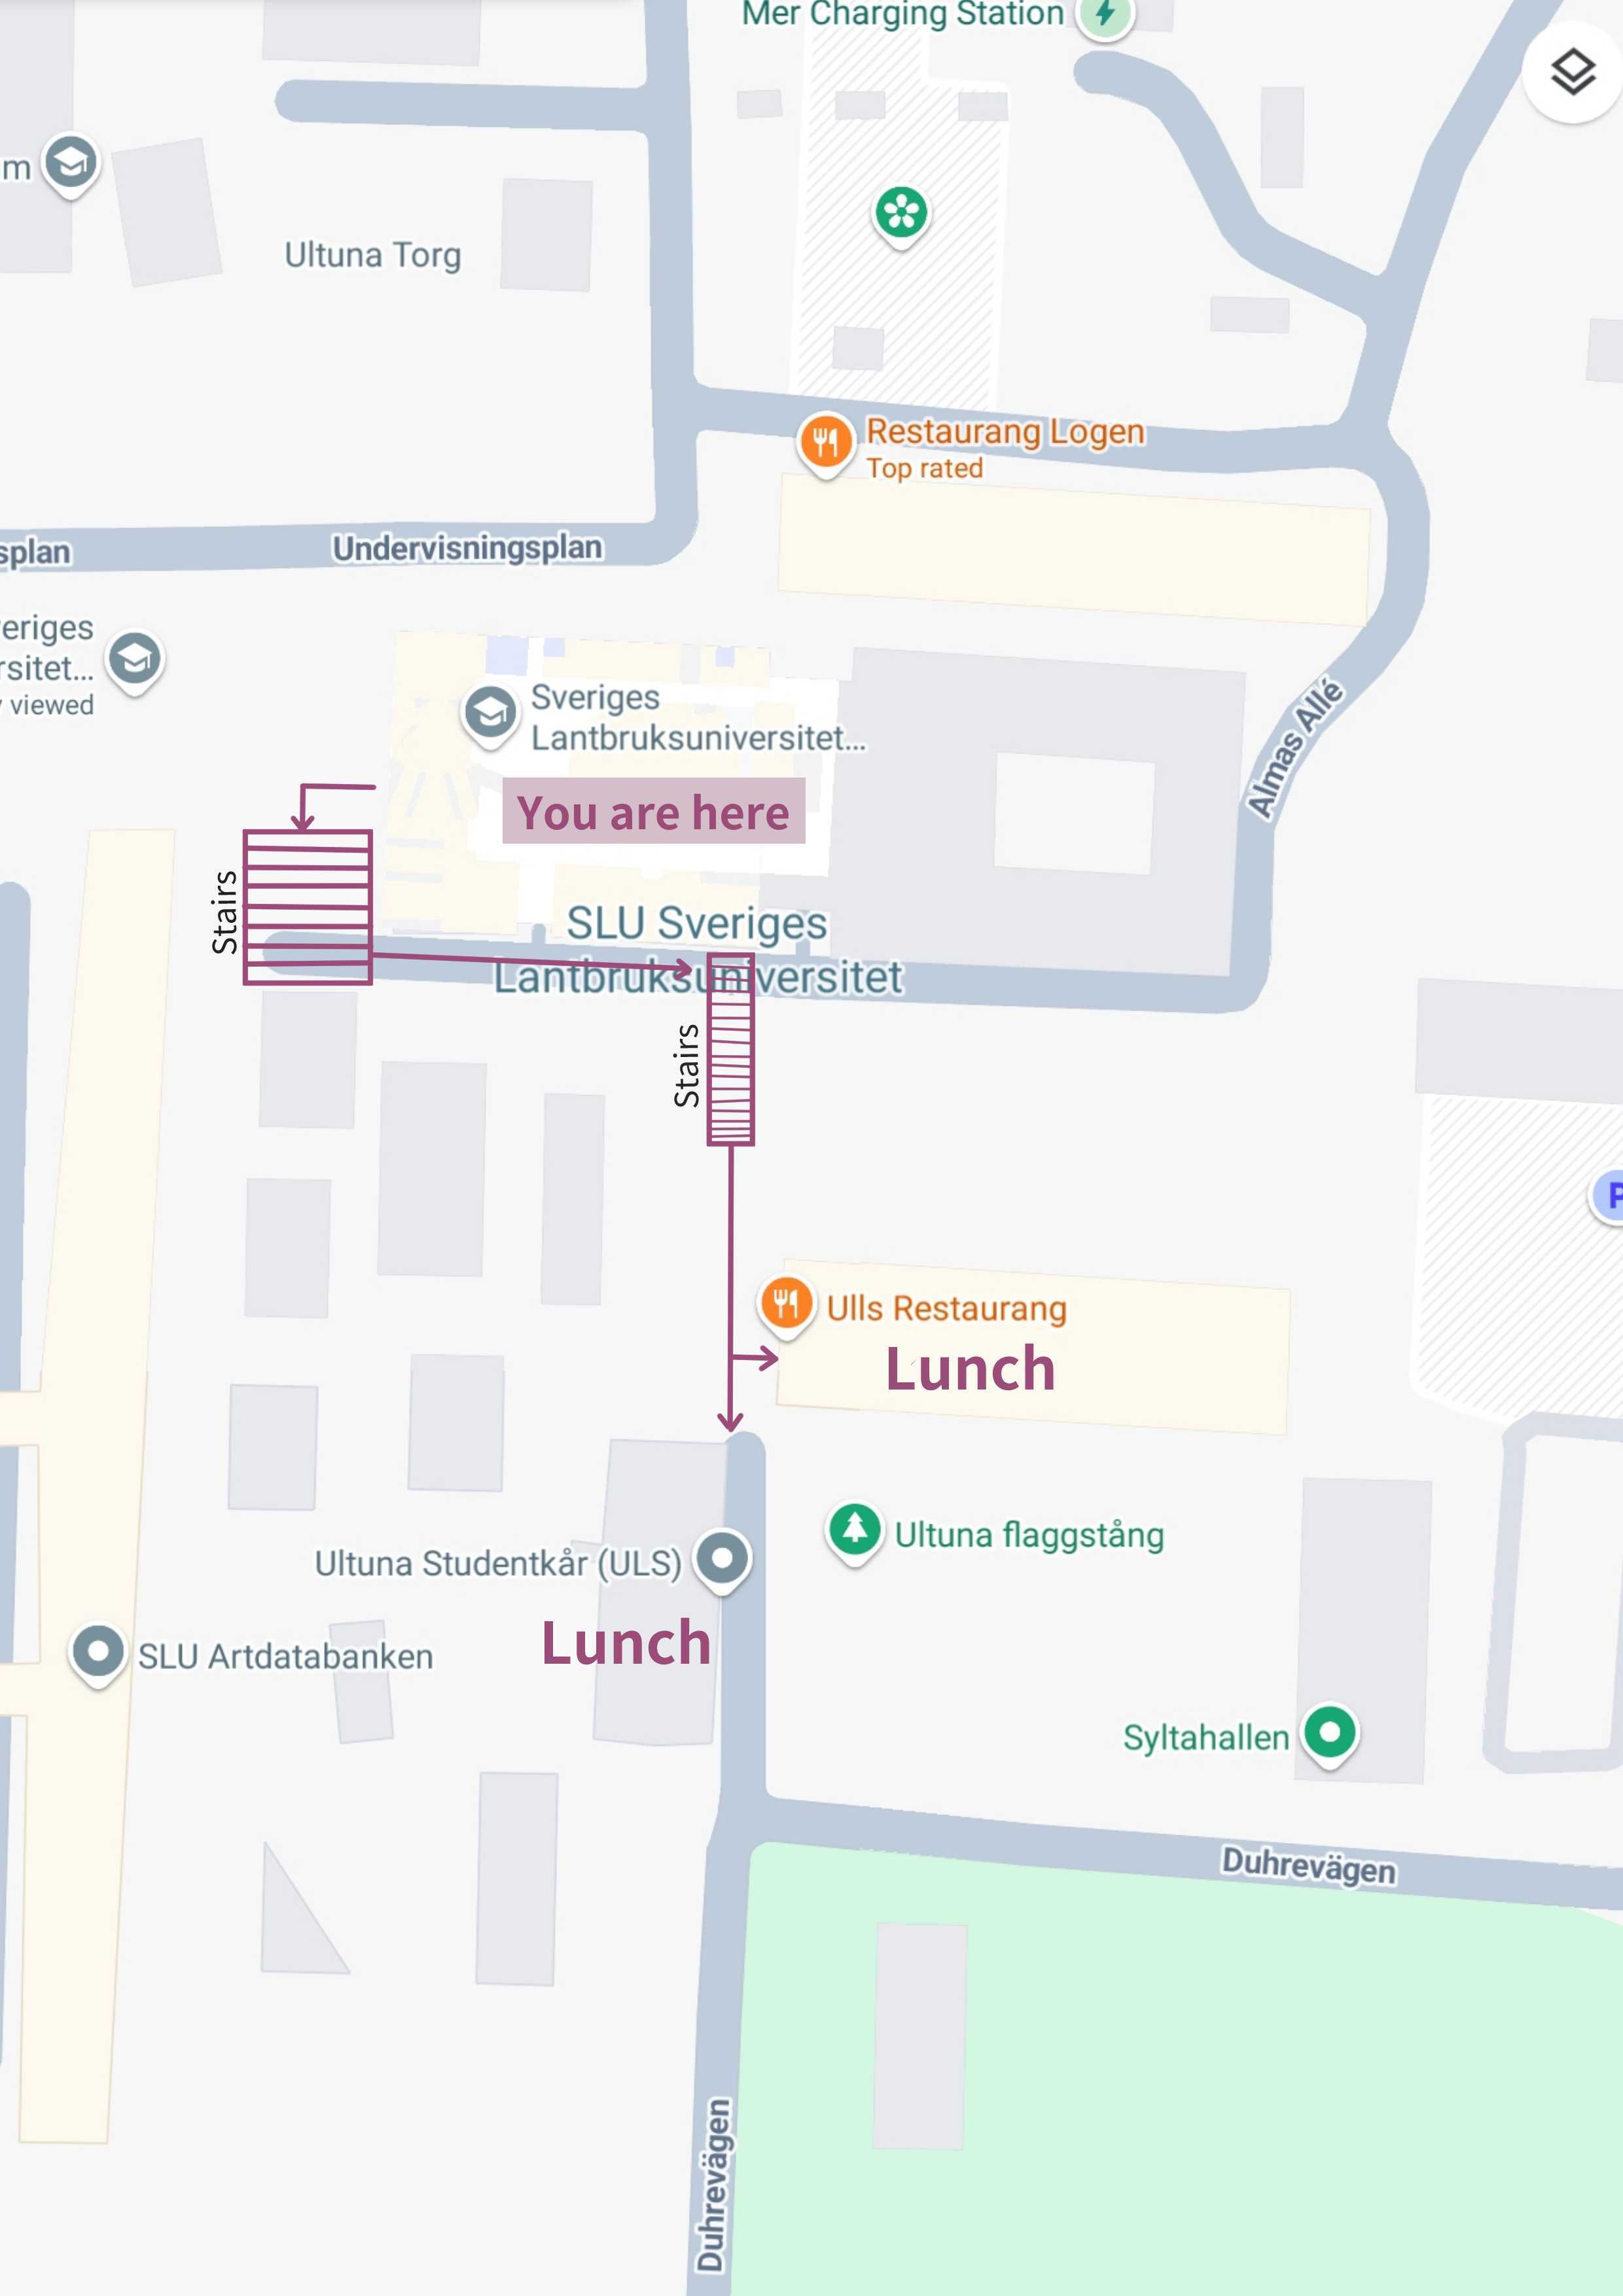 Mer Charging Station
m
Ultuna Torg
Restaurang Logen
Top rated
splan
Undervisningsplan
eriges
rsitet...
viewed
Sveriges
Lantbruksuniversitet...
Almas Allé
You are here
Stairs
SLU Sveriges
Lantbruksuniversitet
Stairs
P
Ulls Restaurang
Lunch
Ultuna flaggstång
Ultuna Studentkår (ULS)
Lunch
SLU Artdatabanken
Syltahallen
Duhrevägen
Duhrevägen